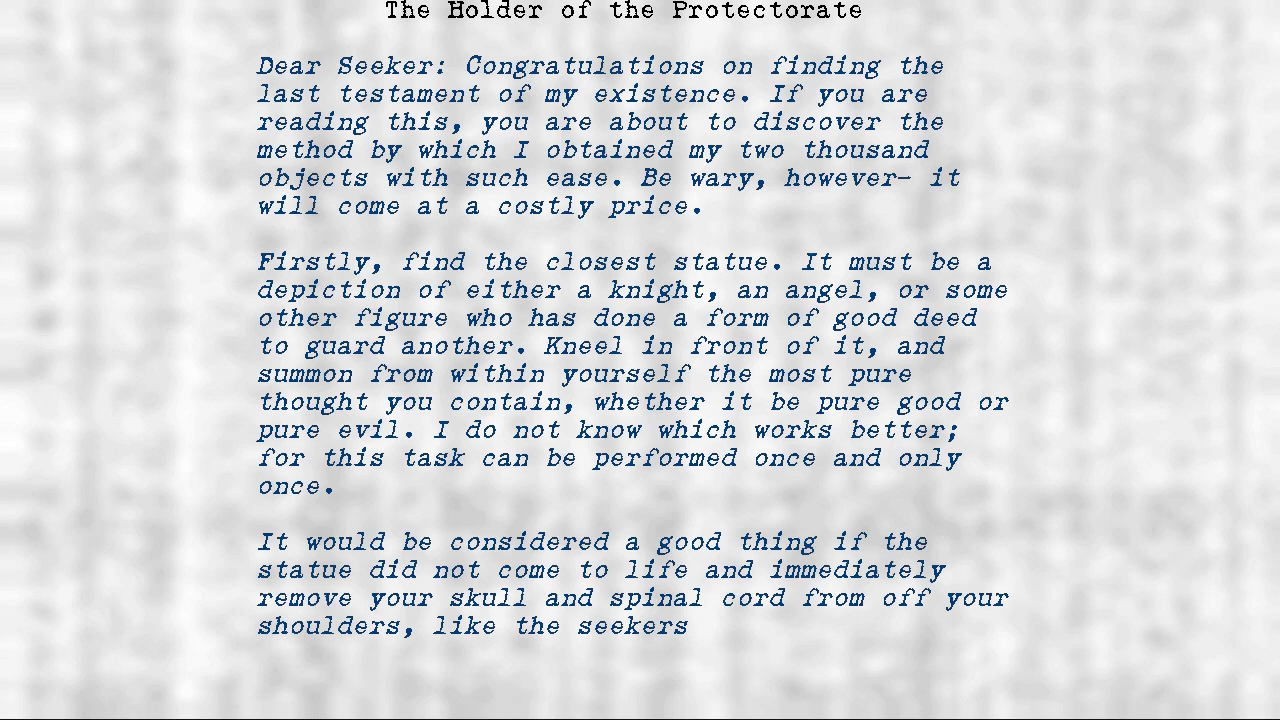 The Holder of the Protectorate
Dear Seeker: Congratulations on finding the
last testament of my existence. If you are
reading this, you are about to discover the
method by which I obtained my two thousand
objects with such ease. Be wary, however- it
will come at a costly price.
Firstly, find the closest statue. It must be a
depiction of either a knight, an angel, or some
other figure who has done a form of good deed
to guard another. Kneel in front of it, and
summon from within yourself the most pure
thought you contain, whether it be pure good or
pure evil. I do not know which works better;
for this task can be performed once and only
once.
It would be considered a good thing if the
statue did not come to life and immediately
remove your skull and spinal cord from off your
shoulders, like the seekers